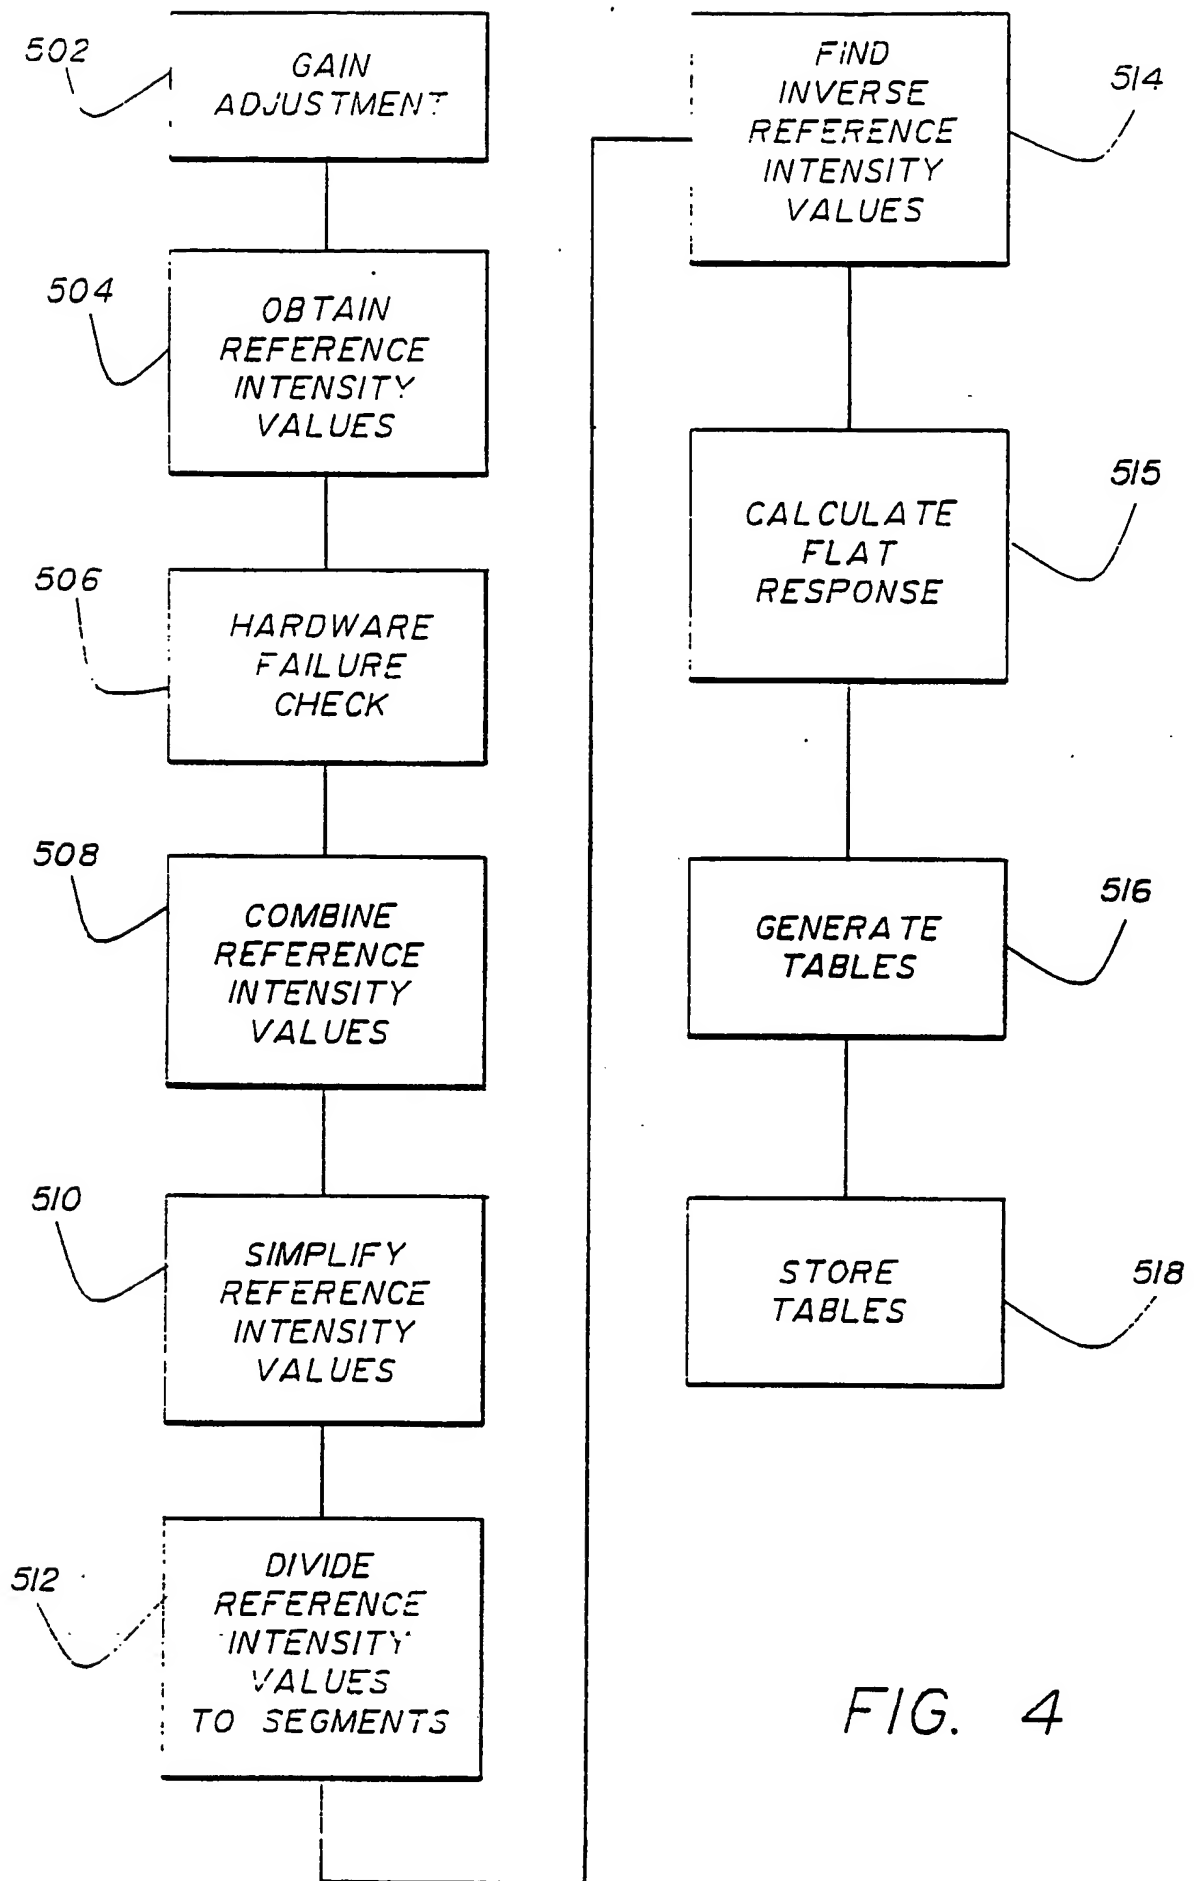 502
GAIN
ADJUSTMENT
504
OBTAIN
REFERENCE
INTENSITY
VALUES
506
HARDWARE
FAILURE
CHECK
508
COMBINE
REFERENCE
INTENSITY
VALUES
510
SIMPLIFY
REFERENCE
INTENSITY
VALUES
512
DIVIDE
REFERENCE
INTENSITY
VALUES
TO SEGMENTS
514
FIND
INVERSE
REFERENCE
INTENSITY
VALUES
515
CALCULATE
FLAT
RESPONSE
516
GENERATE
TABLES
518
STORE
TABLES
FIG. 4